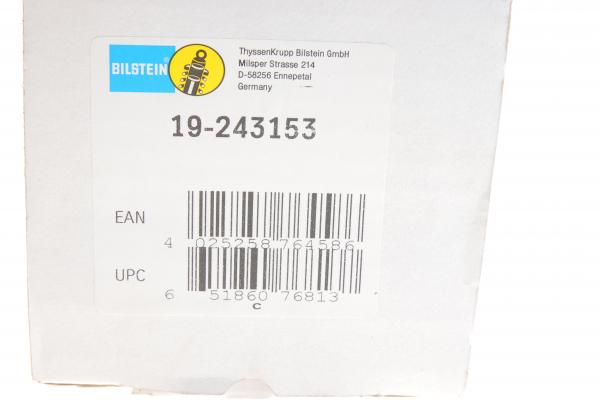 BILSTEIN
ThyssenKrupp Bilstein GmbH
Milsper Strasse 214
D-58256 Ennepetal
Germany
19-243153
EAN
4 025258 764586
UPC
6 51860 76813
c